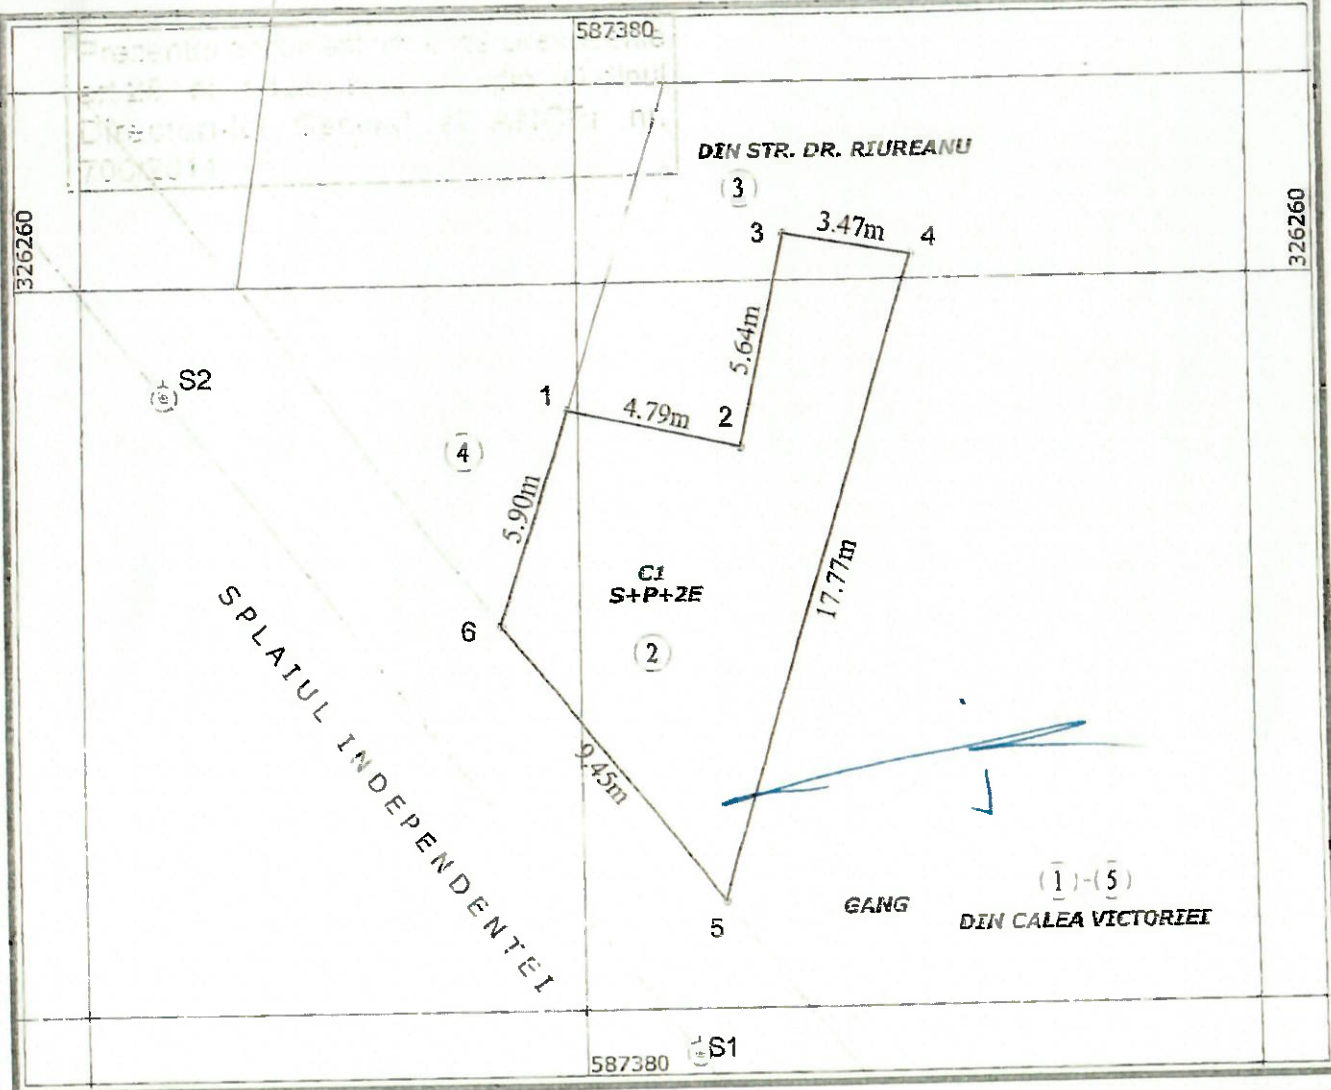 587380
DIN STR. DR. RIUREANU
(3)
326260
326260
3
3.47m
4
5.64m
S2
1
4.79m
2
(4)
5.90m
17.77m
C1
S+P+2E
6
(2)
SPLAIUL INDEPENDENTEI
9.45m
(1)-(5)
GANG
DIN CALEA VICTORIEI
5
S1
587380